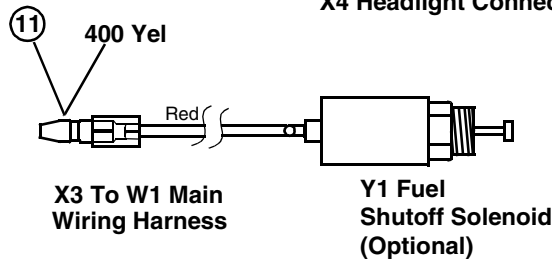 X4 Headlight Connec
11
400 Yel
Red
X3 To W1 Main
Wiring Harness
Y1 Fuel
Shutoff Solenoid
(Optional)